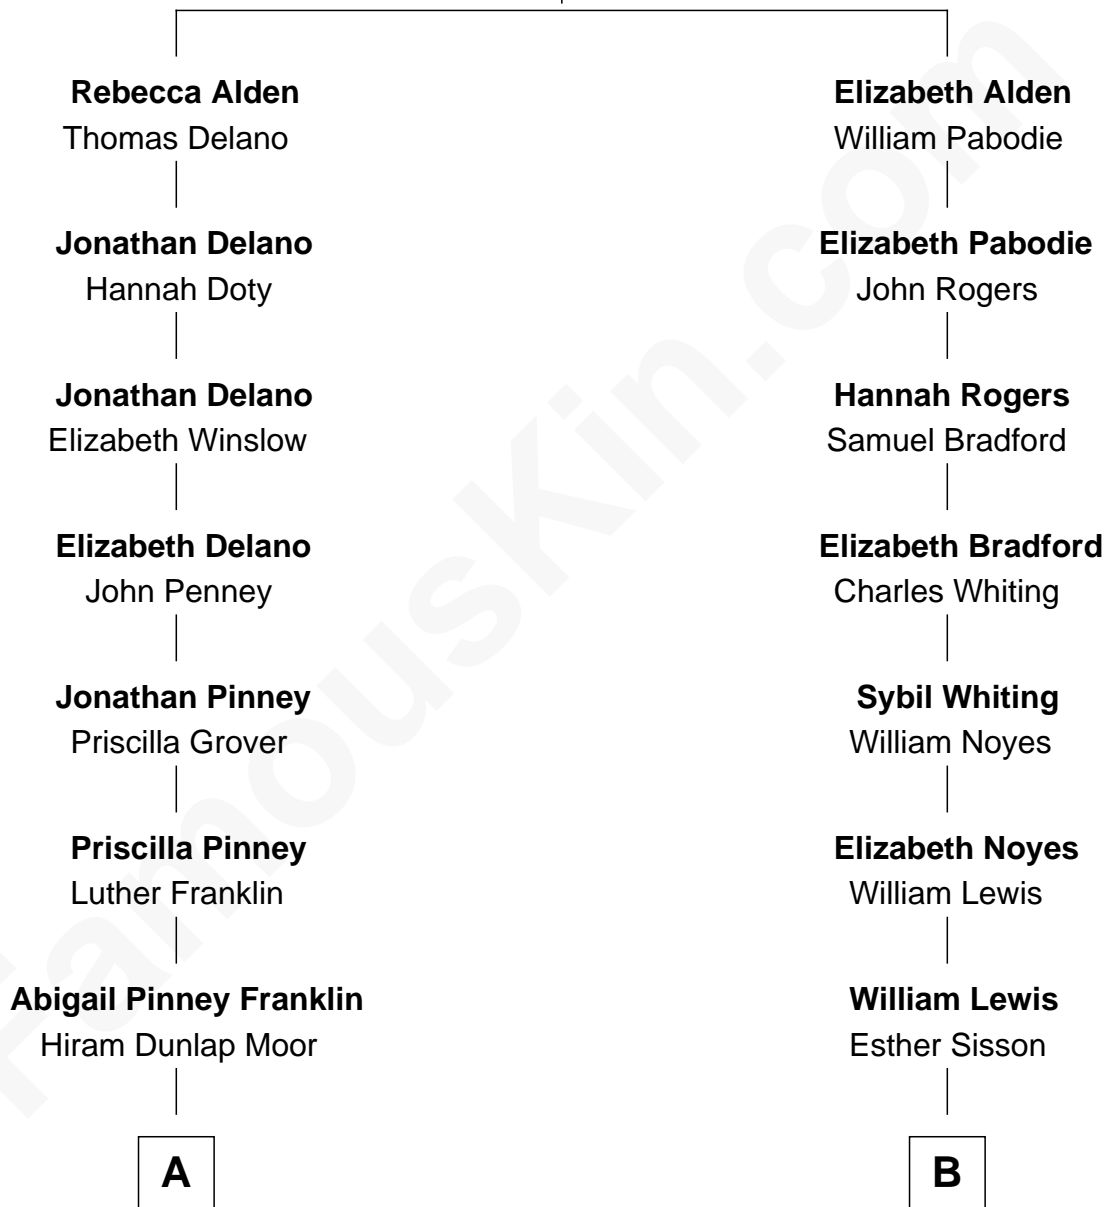 Rebecca Alden
Thomas Delano
Jonathan Delano
Hannah Doty
Jonathan Delano
Elizabeth Winslow
Elizabeth Delano
John Penney
Jonathan Pinney
Priscilla Grover
Priscilla Pinney
Luther Franklin
Abigail Pinney Franklin
Hiram Dunlap Moor
A
Elizabeth Alden
William Pabodie
Elizabeth Pabodie
John Rogers
Hannah Rogers
Samuel Bradford
Elizabeth Bradford
Charles Whiting
Sybil Whiting
William Noyes
Elizabeth Noyes
William Lewis
William Lewis
Esther Sisson
B
FamousKin.com